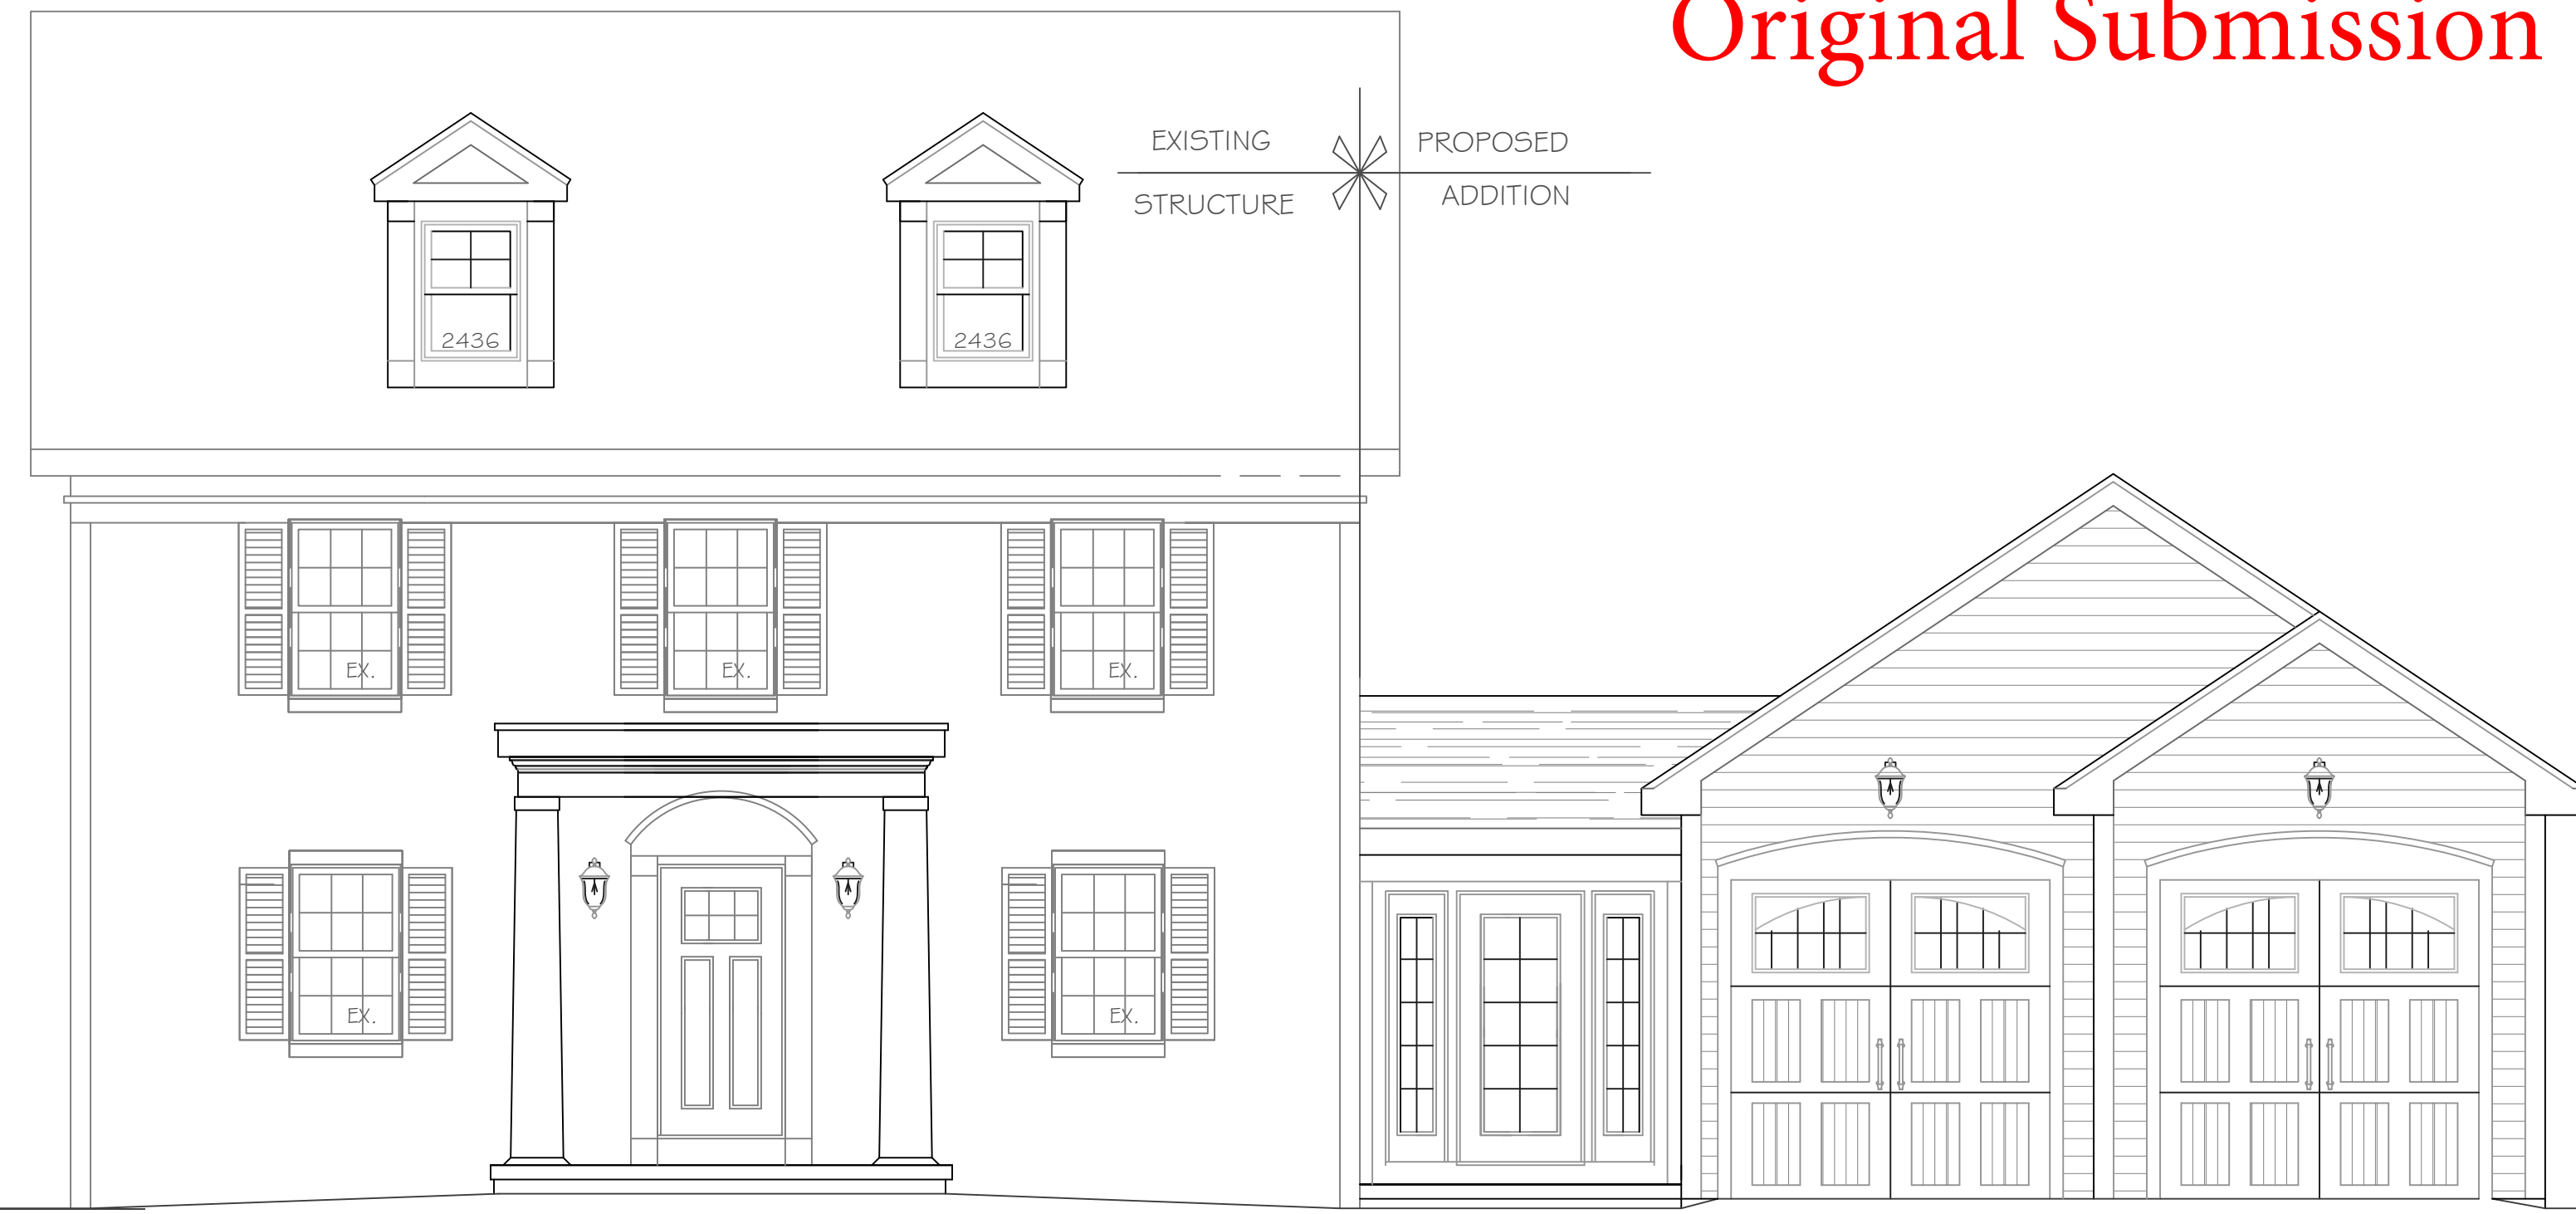 Original Submission
EXISTING
STRUCTURE
PROPOSED
ADDITION
2436
2436
EX.
EX.
EX.
EX.
EX.